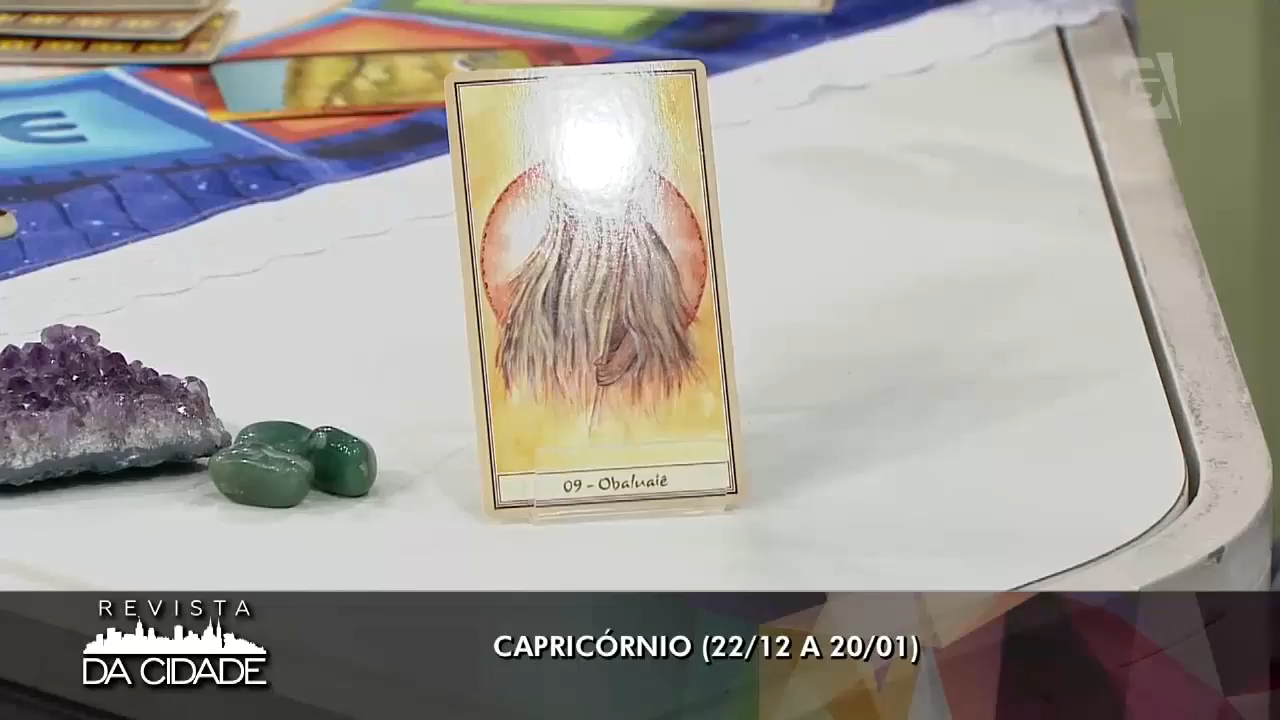 09 - Obaluaiê
REVISTA
DA CIDADE
CAPRICÓRNIO (22/12 A 20/01)